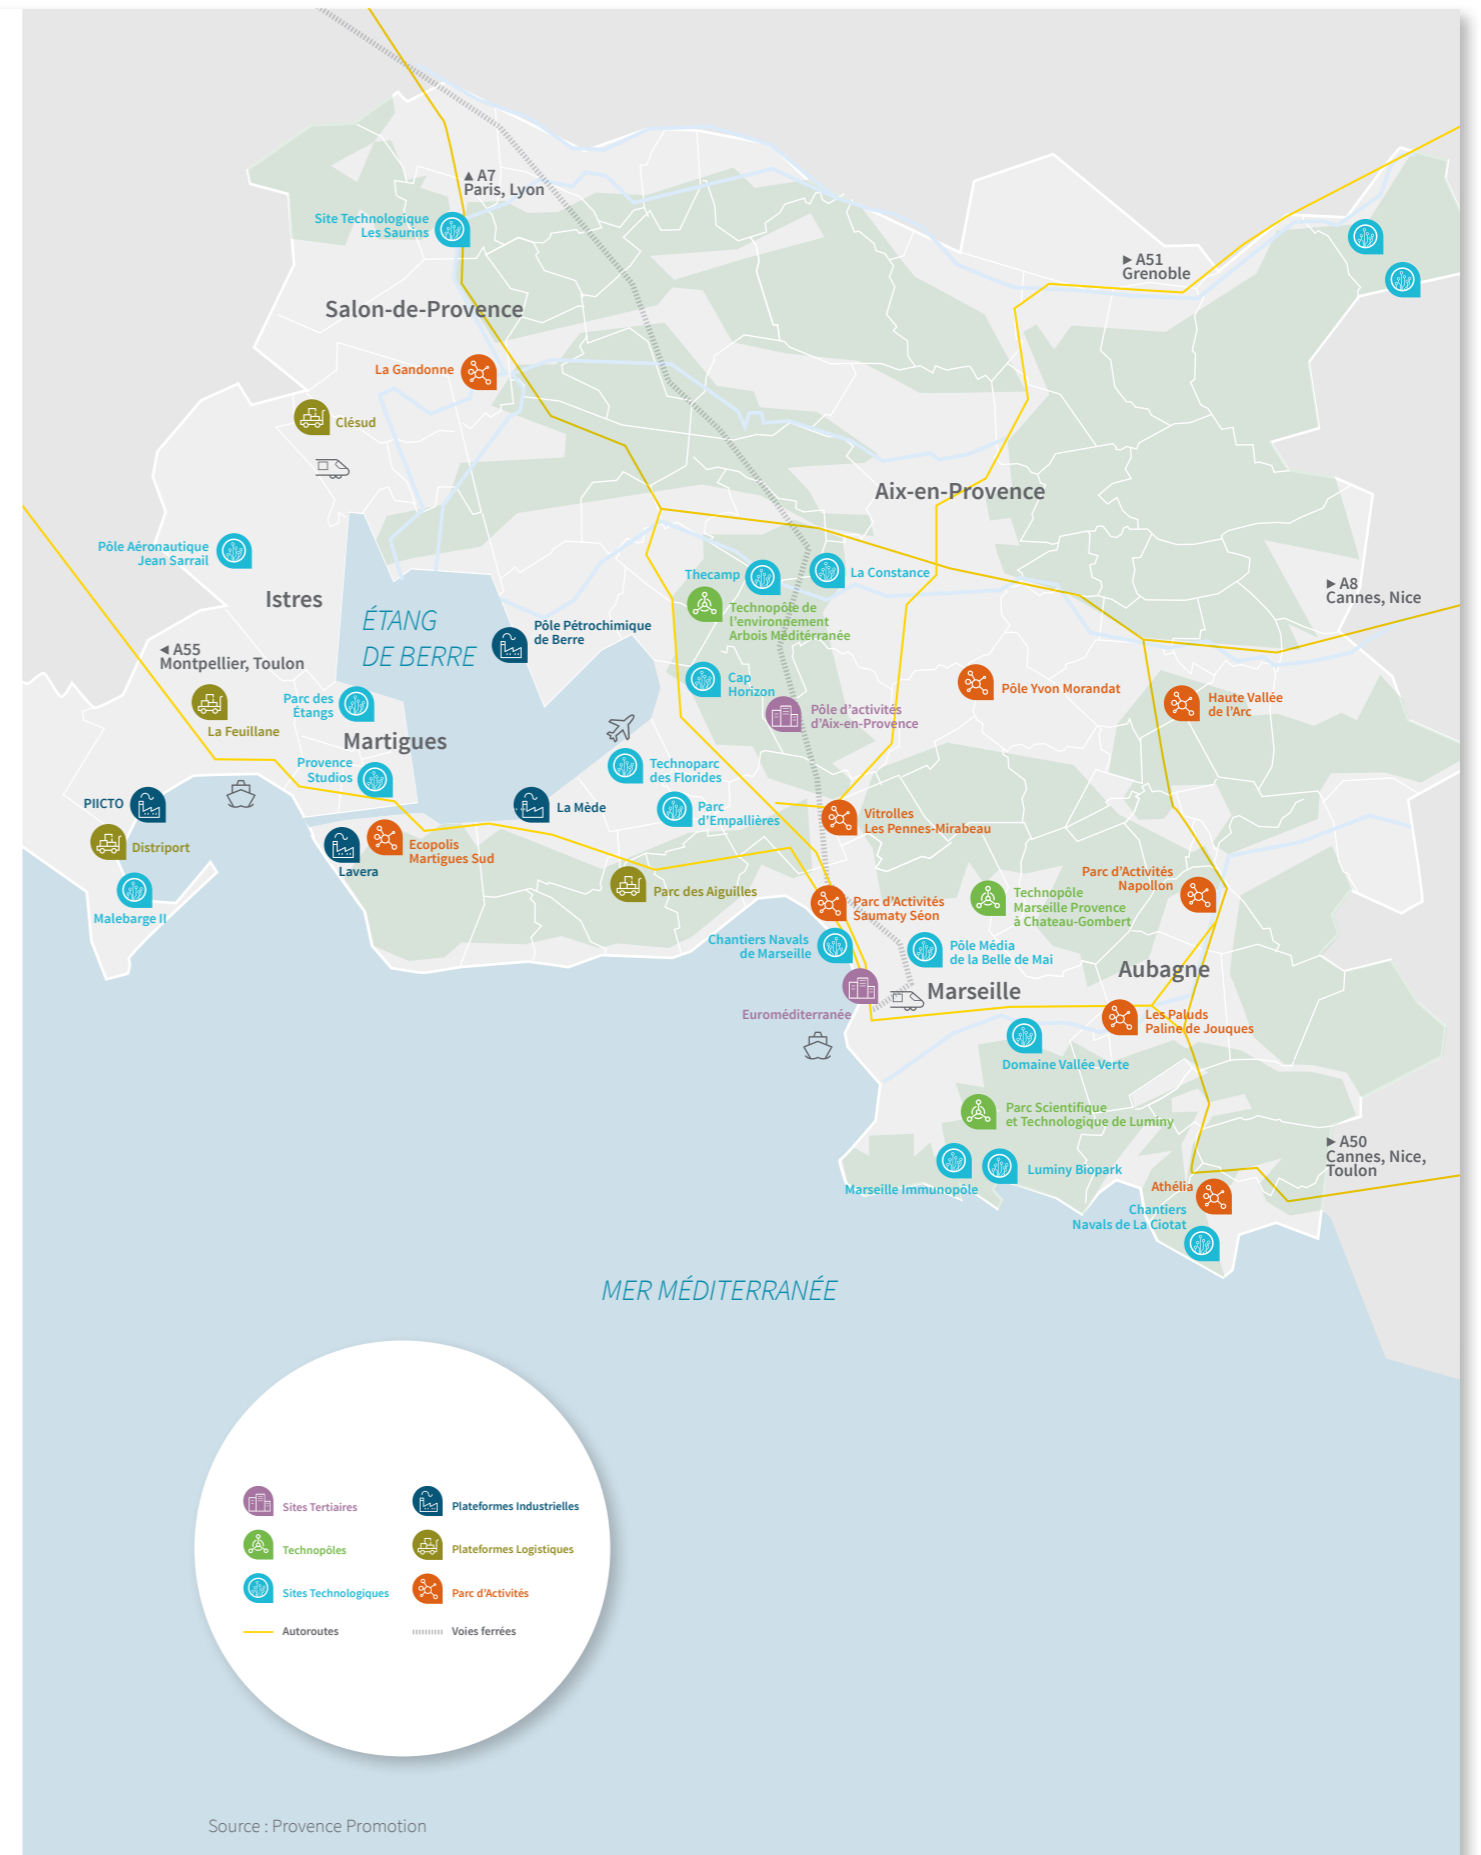 ▲ A7
Paris, Lyon
Site Technologique
Les Saurins
► A51
Grenoble
Salon-de-Provence
La Gandonne
Clésud
Aix-en-Provence
Pôle Aéronautique
Jean Sarrail
Thecamp
La Constance
► A8
Cannes, Nice
Istres
Technopôle de
l'environnement
Arbois Méditérranée
ÉTANG
DE BERRE
Pôle Pétrochimique
de Berre
◄ A55
Montpellier, Toulon
Cap
Horizon
Pôle Yvon Morandat
Haute Vallée
de l'Arc
Parc des
Étangs
La Feuillane
Pôle d'activités
d'Aix-en-Provence
Martigues
Provence
Studios
Technoparc
des Florides
PIICTO
La Mède
Parc
d'Empallières
Vitrolles
Les Pennes-Mirabeau
Distriport
Ecopolis
Martigues Sud
Lavera
Parc des Aiguilles
Parc d'Activités
Napollon
Malebarge II
Parc d'Activités
Saumaty Séon
Technopôle
Marseille Provence
à Chateau-Gombert
Chantiers Navals
de Marseille
Pôle Média
de la Belle de Mai
Aubagne
Marseille
Euroméditerranée
Les Paluds
Paline de Jouques
Domaine Vallée Verte
Parc Scientifique
et Technologique de Luminy
► A50
Cannes, Nice,
Toulon
Marseille Immunopôle
Luminy Biopark
Athélia
Chantiers
Navals de La Ciotat
MER MÉDITERRANÉE
Sites Tertiaires
Plateformes Industrielles
Technopôles
Plateformes Logistiques
Sites Technologiques
Parc d'Activités
Autoroutes
Voies ferrées
Source : Provence Promotion